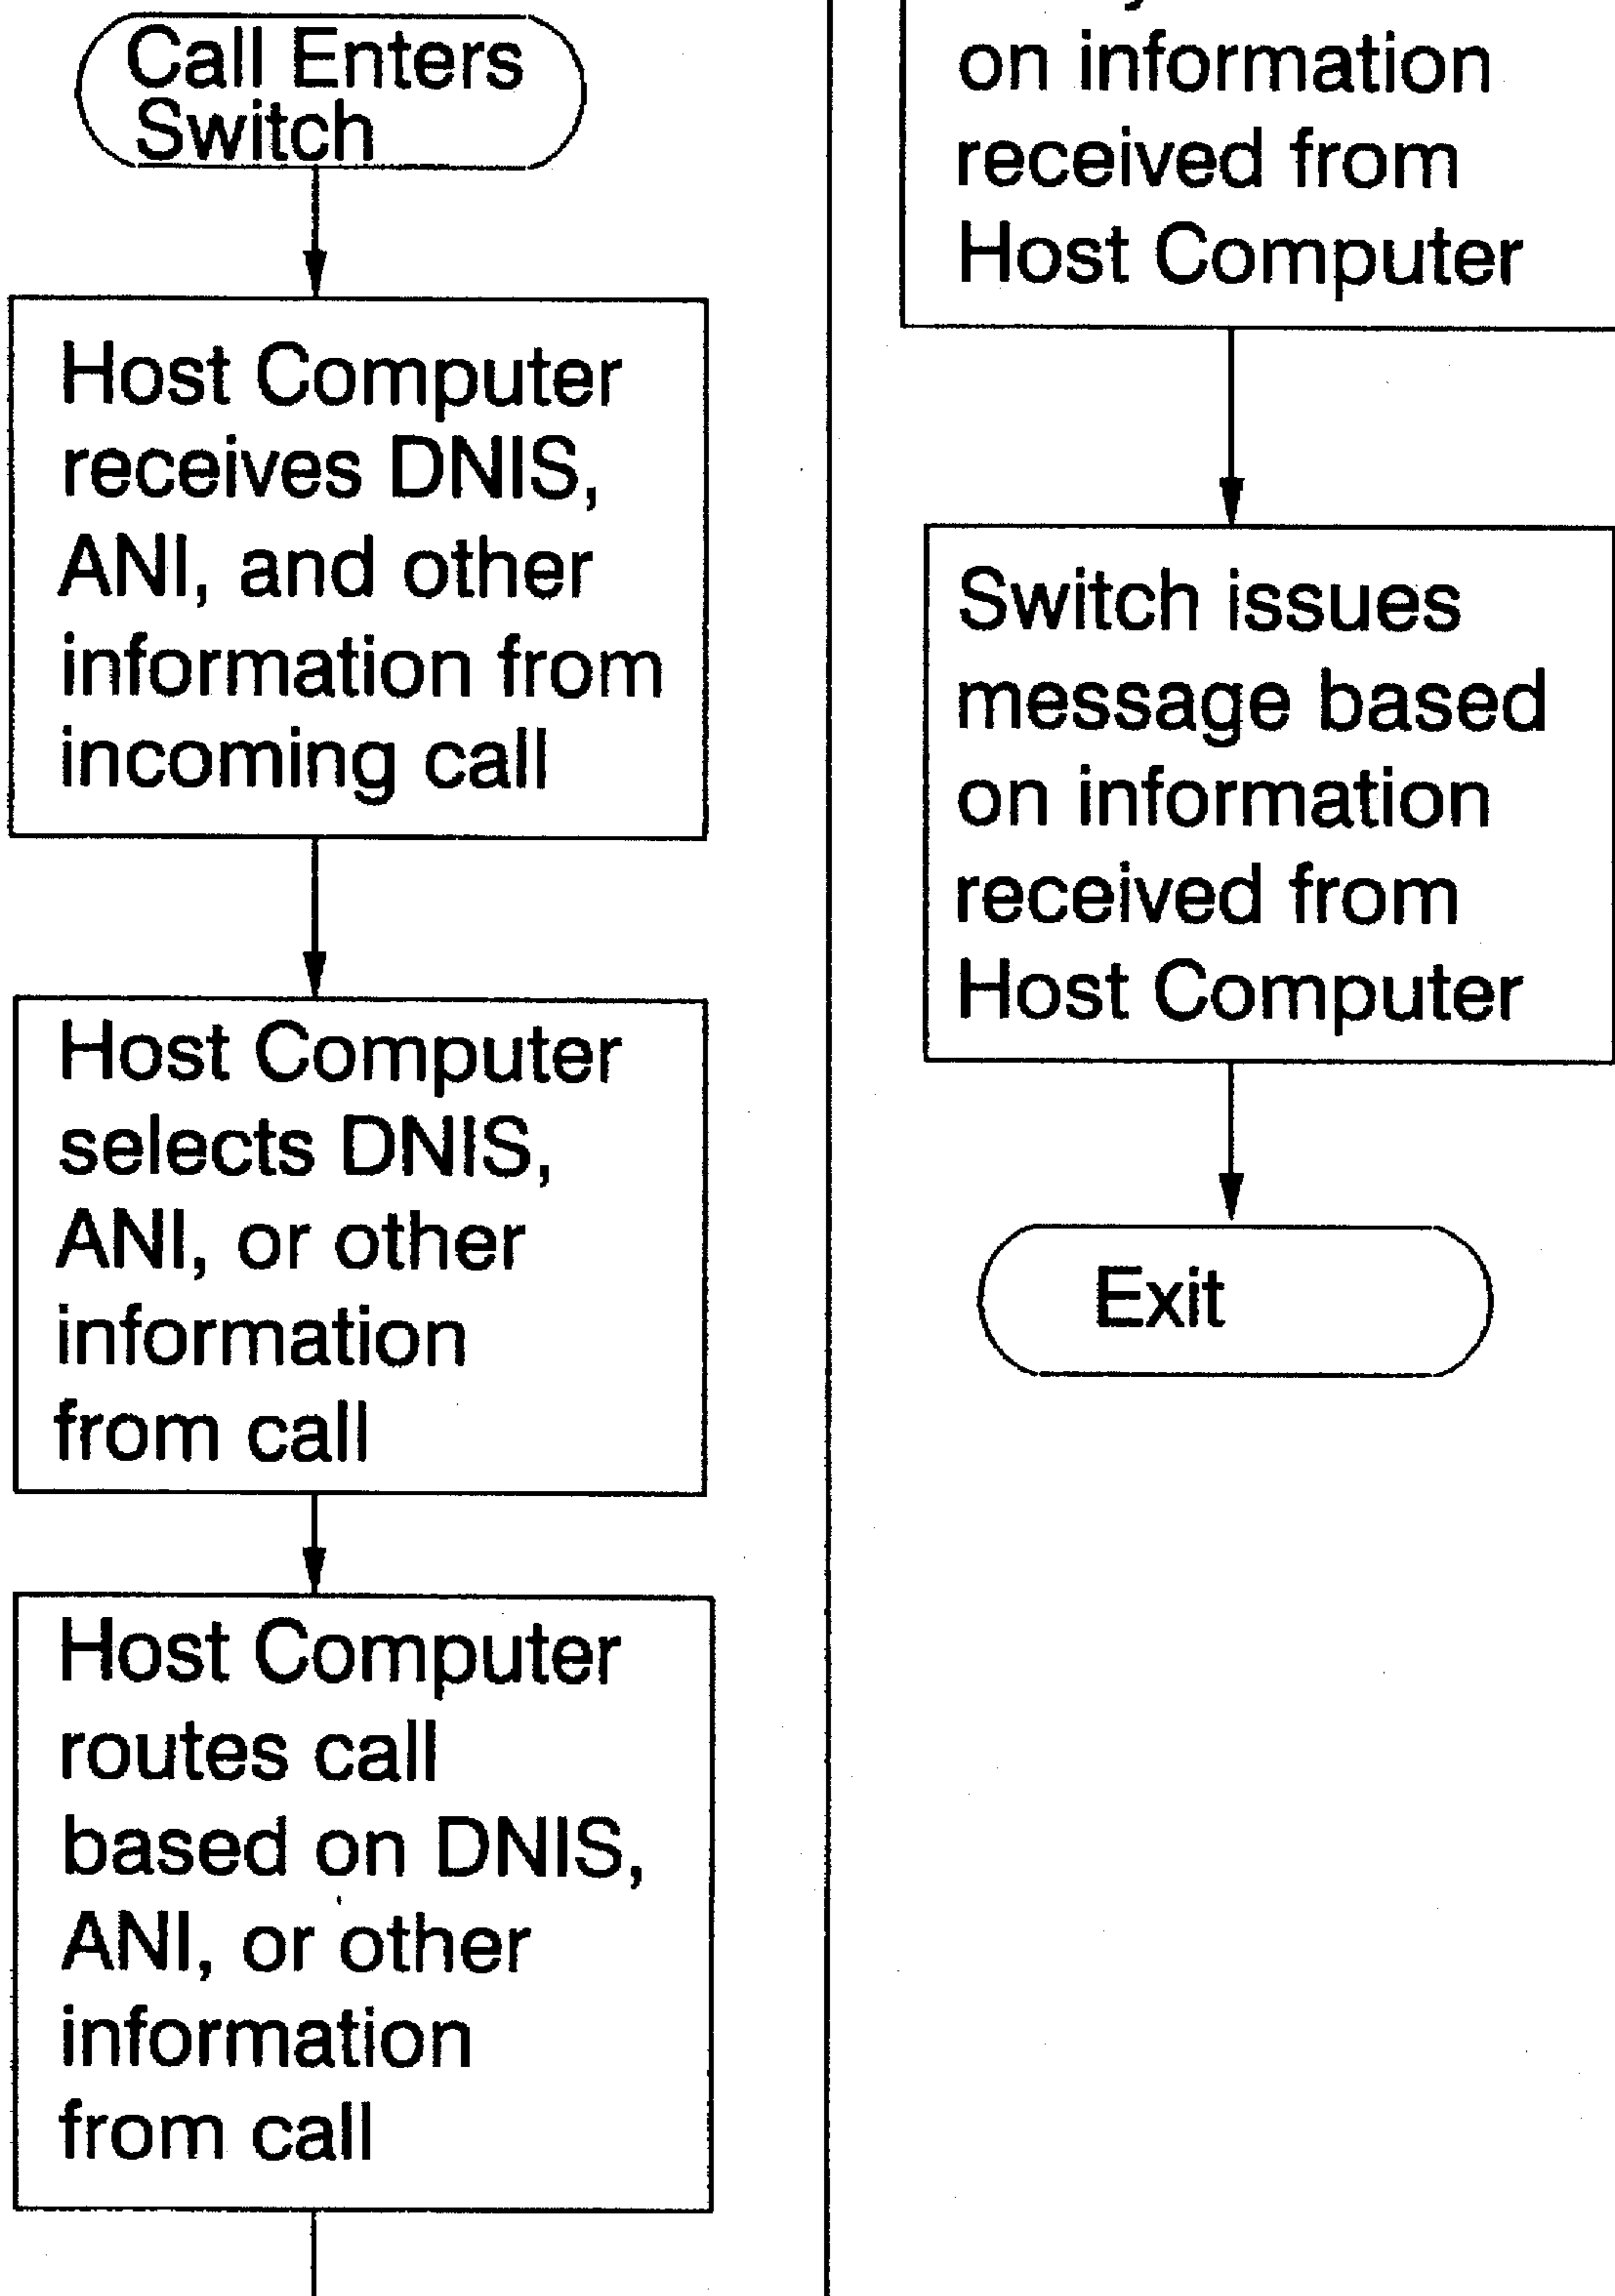 Call Enters
Switch
Host Computer
receives DNIS,
ANI, and other
information from
incoming call
Host Computer
selects DNIS,
ANI, or other
information
from call
Host Computer
routes call
based on DNIS,
ANI, or other
information
from call
on information
received from
Host Computer
Switch issues
message based
on information
received from
Host Computer
Exit